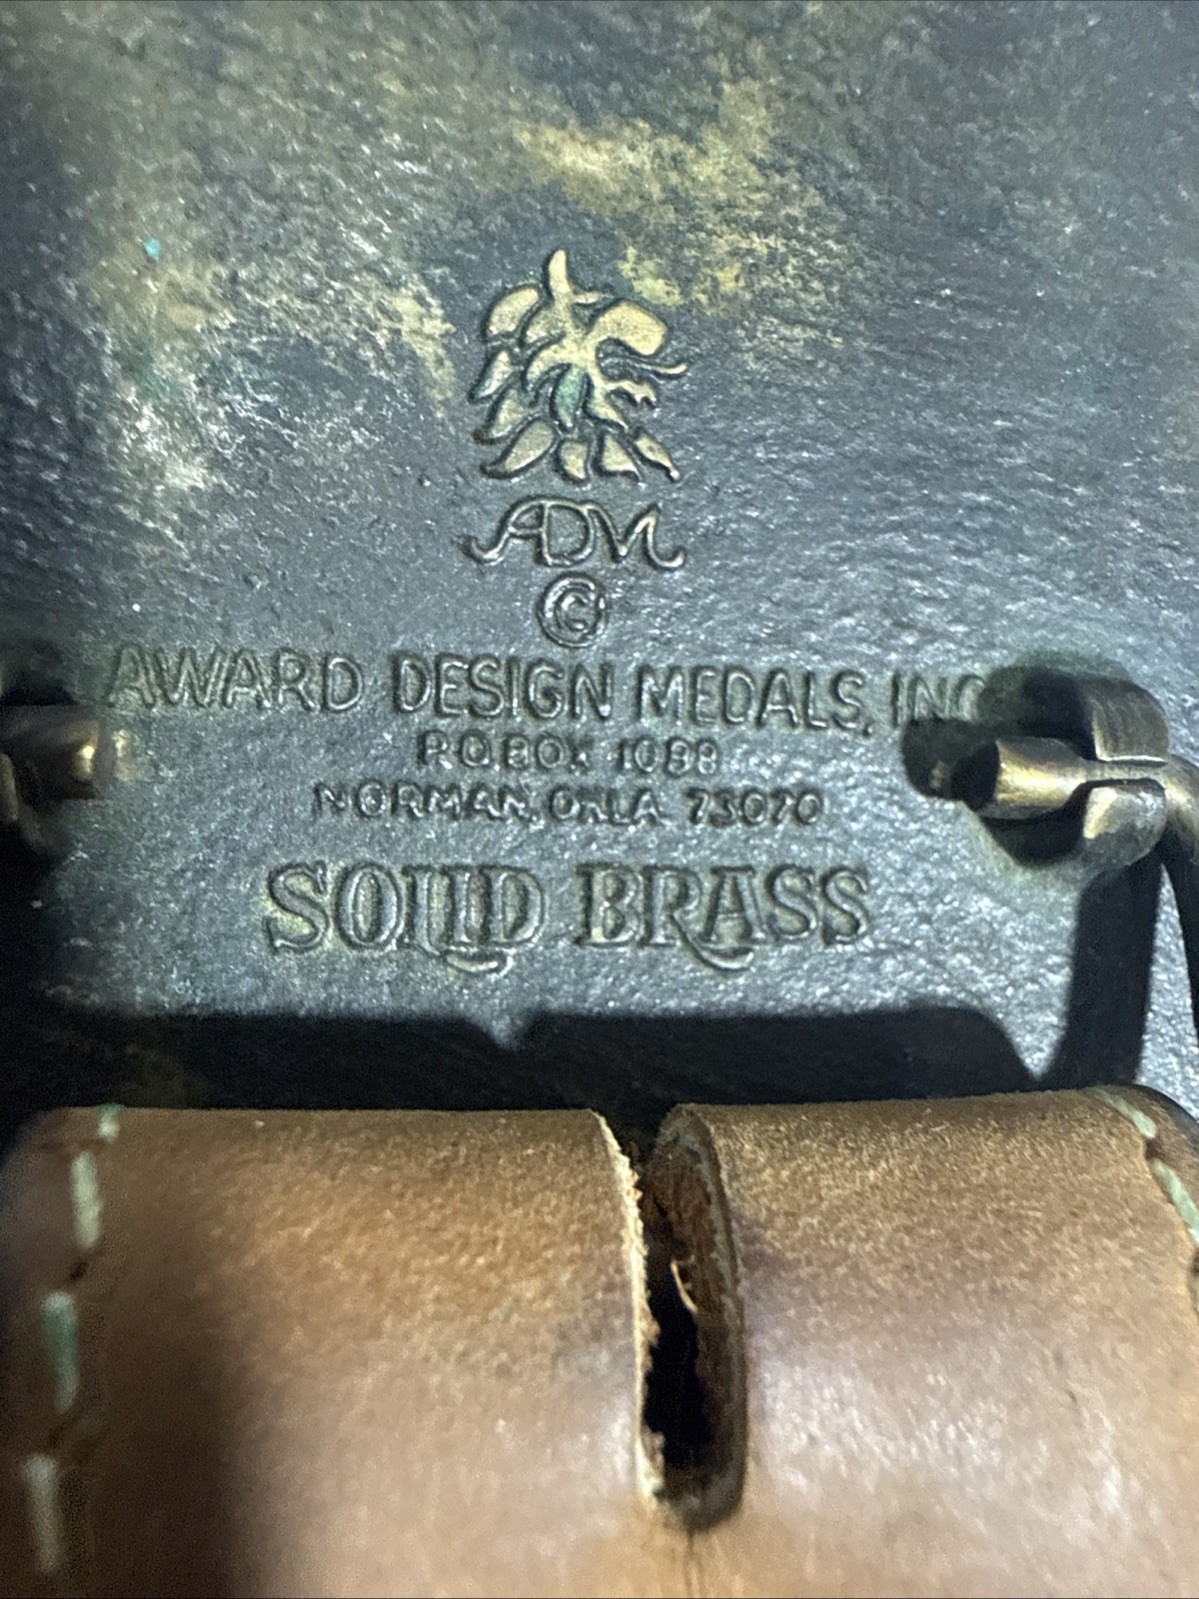 ADM
©
AWARD DESIGN MEDALS, INC
P.O. BOX 1088
NORMAN, OKLA 73070
SOLID BRASS